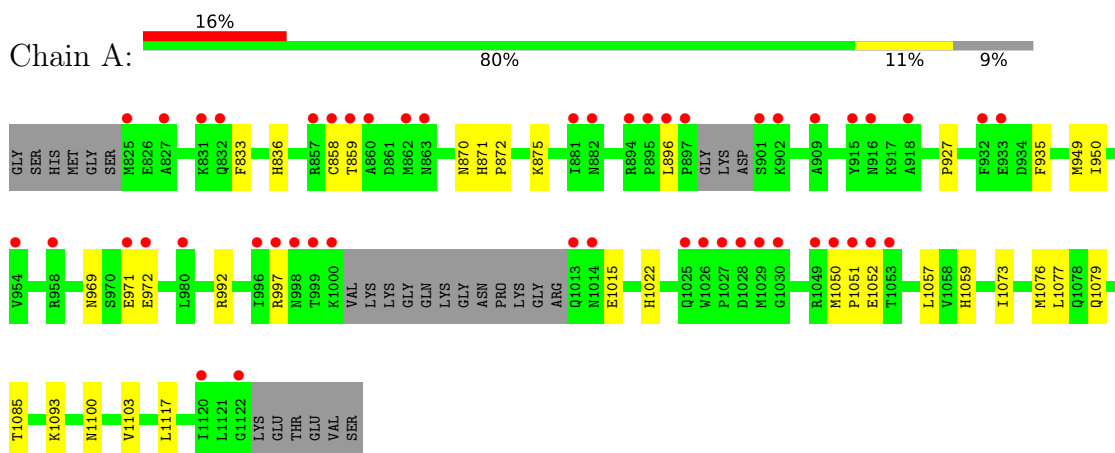 16%
Chain A:
80% 11% 9%
GLY SER HIS MET GLY SER M825 E826 A827 K831 Q832 F833 H836 R857 C858 T859 A860 D861 M862 N863 N870 H871 P872 K875 I881 N882 R894 P895 L896 P897 GLY LYS ASP S901 K902 A909 Y915 N916 K917 A918 P927 F932 E933 D934 F935 M949 I950
V954 R958 N969 S970 E971 E972 L980 R992 I996 R997 N998 T999 K1000 VAL LYS LYS GLY GLN LYS GLY ASN PRO LYS GLY ARG Q1013 N1014 E1015 H1022 Q1025 W1026 P1027 D1028 M1029 G1030 R1049 M1050 P1051 E1052 T1053 L1057 V1058 H1059 I1073 M1076 L1077 Q1078 Q1079
T1085 K1093 N1100 V1103 L1117 I1120 L1121 G1122 LYS GLU THR GLU VAL SER